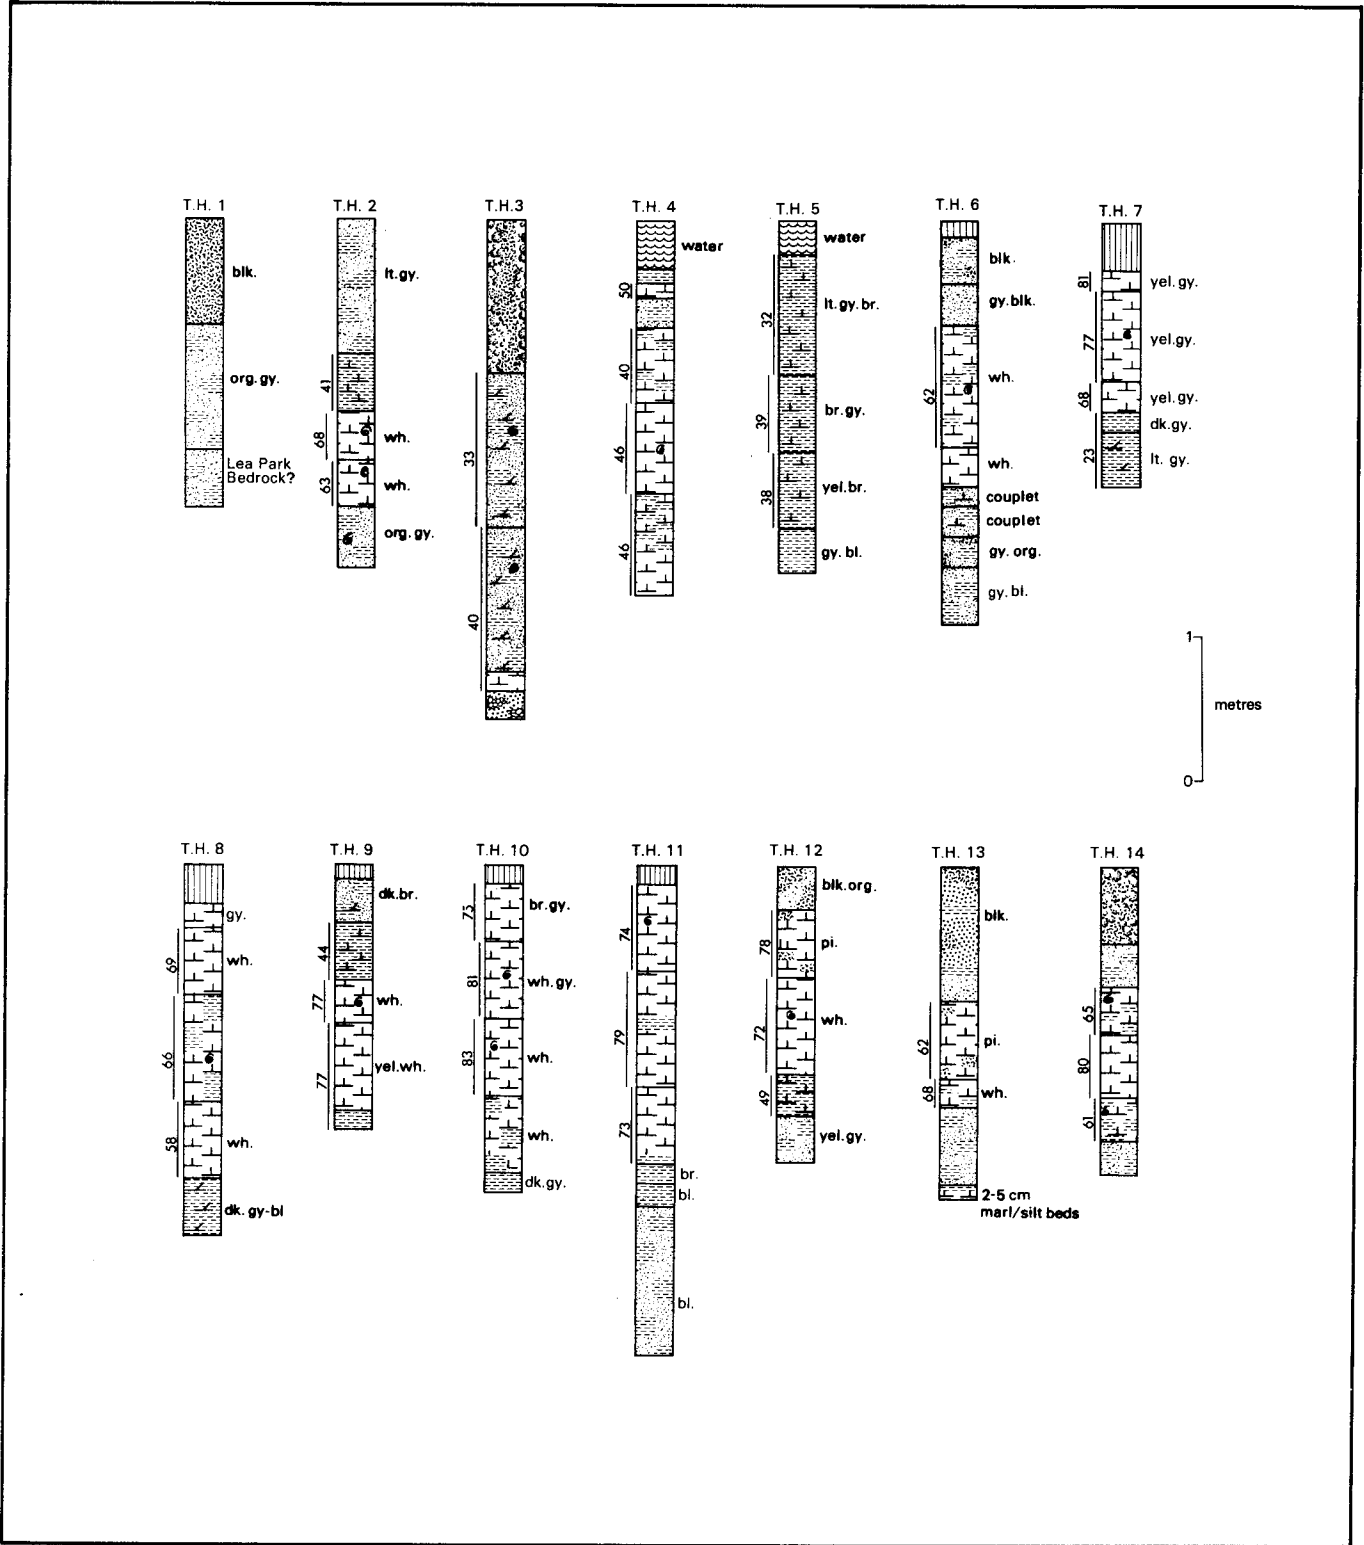 T.H. 1
blk.
org.gy.
Lea Park
Bedrock?
T.H. 2
lt.gy.
41
68
wh.
63
wh.
org.gy.
T.H.3
33
40
T.H. 4
water
50
40
46
46
T.H. 5
water
32
lt.gy.br.
39
br.gy.
38
yel.br.
gy.bl.
T.H. 6
blk.
gy.blk.
62
wh.
wh.
couplet
couplet
gy.org.
gy.bl.
T.H. 7
81
yel.gy.
77
yel.gy.
68
yel.gy.
dk.gy.
23
lt. gy.
1
metres
0
T.H. 8
gy.
69
wh.
66
58
wh.
dk. gy-bl
T.H. 9
dk.br.
44
77
wh.
77
yel.wh.
T.H. 10
75
br.gy.
81
wh.gy.
83
wh.
wh.
dk.gy.
T.H. 11
74
79
73
br.
bl.
bl.
T.H. 12
blk.org.
78
pi.
72
wh.
49
yel.gy.
T.H. 13
blk.
62
pi.
68
wh.
2-5 cm
marl/silt beds
T.H. 14
65
80
61